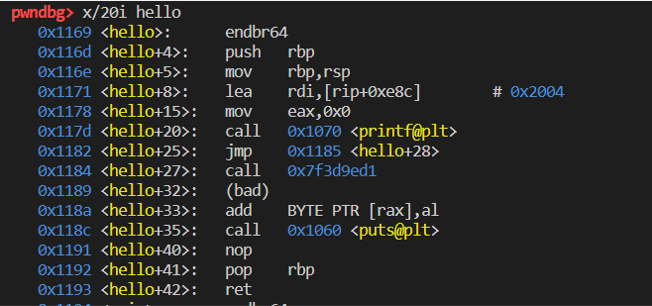 pwndbg> x/20i hello
0x1169 <hello>: endbr64
0x116d <hello+4>: push rbp
0x116e <hello+5>: mov rbp,rsp
0x1171 <hello+8>: lea rdi,[rip+0xe8c] # 0x2004
0x1178 <hello+15>: mov eax,0x0
0x117d <hello+20>: call 0x1070 <printf@plt>
0x1182 <hello+25>: jmp 0x1185 <hello+28>
0x1184 <hello+27>: call 0x7f3d9ed1
0x1189 <hello+32>: (bad)
0x118a <hello+33>: add BYTE PTR [rax],al
0x118c <hello+35>: call 0x1060 <puts@plt>
0x1191 <hello+40>: nop
0x1192 <hello+41>: pop rbp
0x1193 <hello+42>: ret